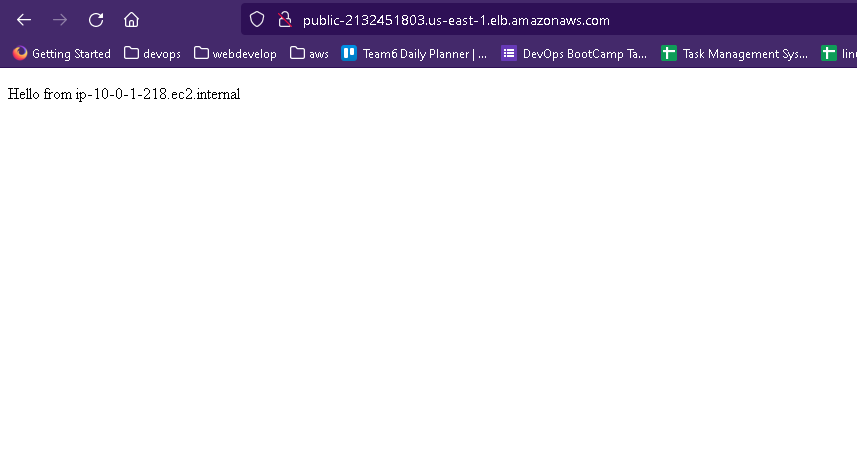 public-2132451803.us-east-1.elb.amazonaws.com
Getting Started devops webdevelop aws Team6 Daily Planner | ... DevOps BootCamp Ta... Task Management Sys... linu
Hello from ip-10-0-1-218.ec2.internal